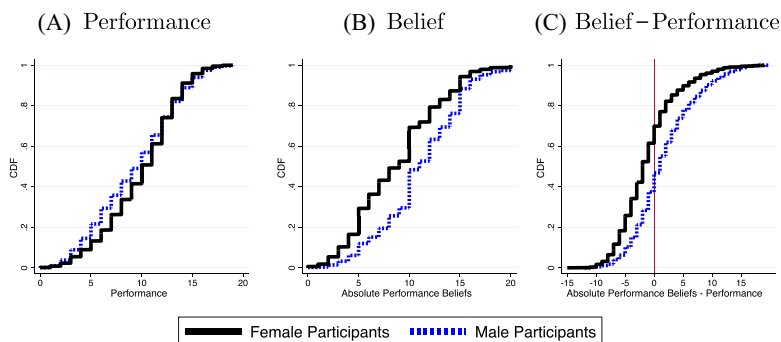 (A) Performance
(B) Belief
(C) Belief – Performance
CDF
0 .2 .4 .6 .8 1
0 5 10 15 20
Performance
CDF
0 .2 .4 .6 .8 1
0 5 10 15 20
Absolute Performance Beliefs
CDF
0 .2 .4 .6 .8 1
-15 -10 -5 0 5 10 15
Absolute Performance Beliefs - Performance
Female Participants Male Participants